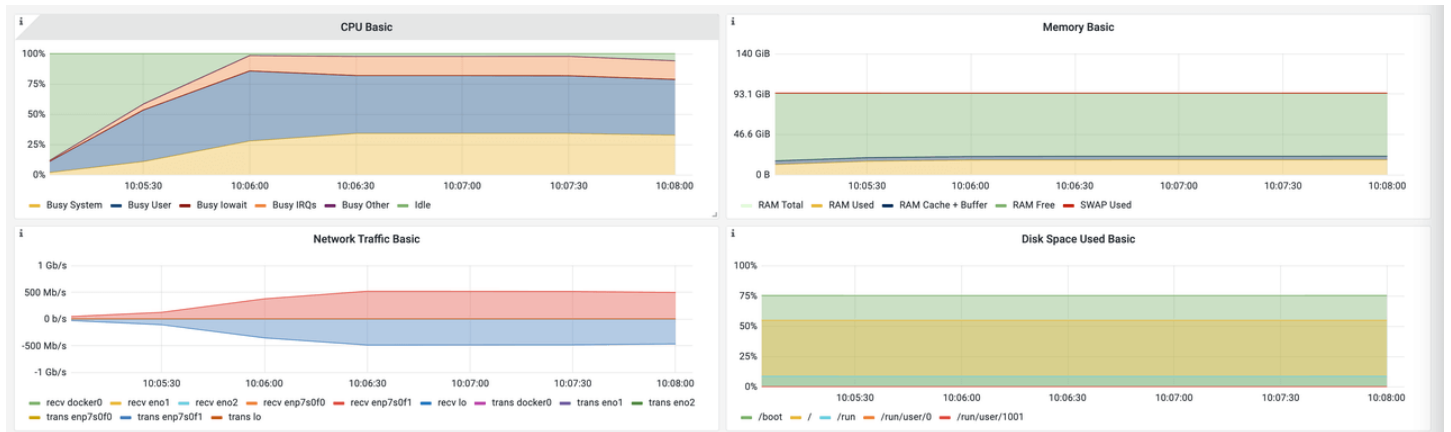 CPU Basic
100%
75%
50%
25%
0%
10:05:30 10:06:00 10:06:30 10:07:00 10:07:30 10:08:00
Busy System Busy User Busy Iowait Busy IRQs Busy Other Idle
Memory Basic
140 GiB
93.1 GiB
46.6 GiB
0 B
10:05:30 10:06:00 10:06:30 10:07:00 10:07:30 10:08:00
RAM Total RAM Used RAM Cache + Buffer RAM Free SWAP Used
Network Traffic Basic
1 Gb/s
500 Mb/s
0 b/s
-500 Mb/s
-1 Gb/s
10:05:30 10:06:00 10:06:30 10:07:00 10:07:30 10:08:00
recv docker0 recv eno1 recv eno2 recv enp7s0f0 recv enp7s0f1 recv lo trans docker0 trans eno1 trans eno2
trans enp7s0f0 trans enp7s0f1 trans lo
Disk Space Used Basic
100%
75%
50%
25%
0%
10:05:30 10:06:00 10:06:30 10:07:00 10:07:30 10:08:00
/boot / /run /run/user/0 /run/user/1001